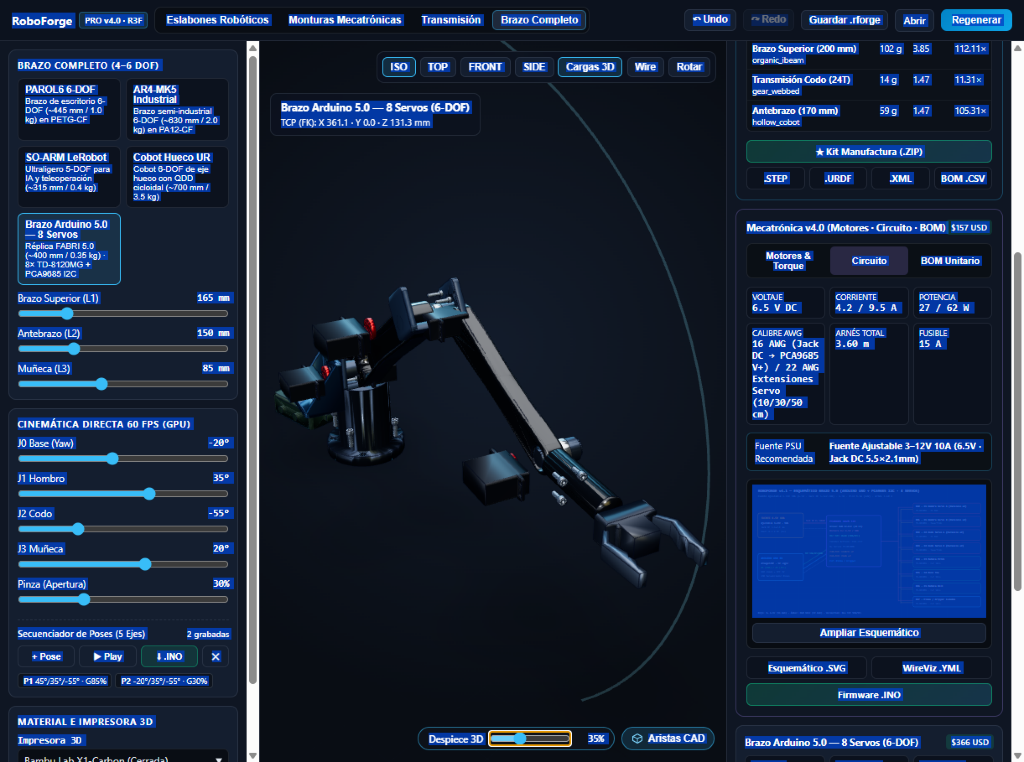 RoboForge
PRO v4.0 · R3F
Eslabones Robóticos
Monturas Mecatrónicas
Transmisión
Brazo Completo
↶ Undo
↷ Redo
Guardar .rforge
Abrir
Regenerar
BRAZO COMPLETO (4–6 DOF)
PAROL6 6-DOF
Brazo de escritorio 6-
DOF (~445 mm / 1.0
kg) en PETG-CF
AR4-MK5
Industrial
Brazo semi-industrial
6-DOF (~630 mm / 2.0
kg) en PA12-CF
SO-ARM LeRobot
Ultraligero 5-DOF para
IA y teleoperación
(~315 mm / 0.4 kg)
Cobot Hueco UR
Cobot 6-DOF de eje
hueco con QDD
cicloidal (~700 mm /
3.5 kg)
Brazo Arduino 5.0
— 8 Servos
Réplica FABRI 5.0
(~400 mm / 0.35 kg) ·
8× TD-8120MG +
PCA9685 I2C
Brazo Superior (L1)
165 mm
Antebrazo (L2)
150 mm
Muñeca (L3)
85 mm
CINEMÁTICA DIRECTA 60 FPS (GPU)
J0 Base (Yaw)
-20°
J1 Hombro
35°
J2 Codo
-55°
J3 Muñeca
20°
Pinza (Apertura)
30%
Secuenciador de Poses (5 Ejes)
2 grabadas
+ Pose
▶ Play
⬇ .INO
✕
P1 45°/35°/-55° · G85%
P2 -20°/35°/-55° · G30%
MATERIAL E IMPRESORA 3D
Impresora 3D
Bambu Lab X1-Carbon (Cerrada)
ISO
TOP
FRONT
SIDE
Cargas 3D
Wire
Rotar
Brazo Arduino 5.0 — 8 Servos (6-DOF)
TCP (FK): X 361.1 · Y 0.0 · Z 131.3 mm
Despiece 3D
35%
Aristas CAD
Brazo Superior (200 mm)
organic_ibeam
102 g
3.85
112.11×
Transmisión Codo (24T)
gear_webbed
14 g
1.47
11.31×
Antebrazo (170 mm)
hollow_cobot
59 g
1.47
105.31×
★ Kit Manufactura (.ZIP)
.STEP
.URDF
.XML
BOM .CSV
Mecatrónica v4.0 (Motores · Circuito · BOM)
$157 USD
Motores &
Torque
Circuito
BOM Unitario
VOLTAJE
6.5 V DC
CORRIENTE
4.2 / 9.5 A
POTENCIA
27 / 62 W
CALIBRE AWG
16 AWG (Jack
DC → PCA9685
V+) / 22 AWG
Extensiones
Servo
(10/30/50
cm)
ARNÉS TOTAL
3.60 m
FUSIBLE
15 A
Fuente PSU
Recomendada
Fuente Ajustable 3–12V 10A (6.5V ·
Jack DC 5.5×2.1mm)
Ampliar Esquemático
Esquemático .SVG
WireViz .YML
Firmware .INO
Brazo Arduino 5.0 — 8 Servos (6-DOF)
$366 USD